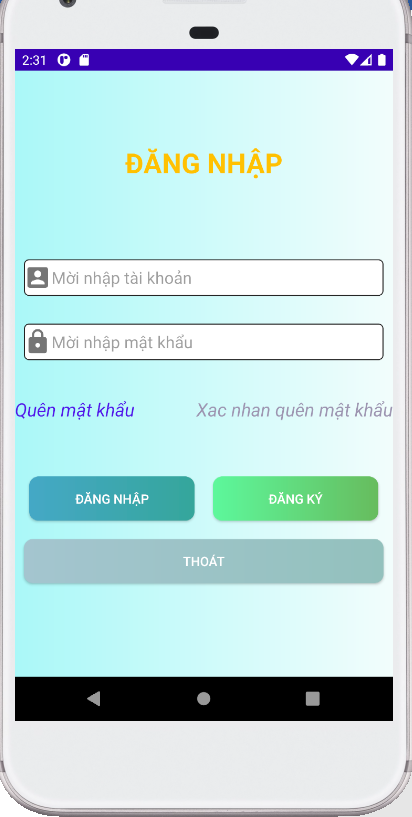 2:31
ĐĂNG NHẬP
Mời nhập tài khoản
Mời nhập mật khẩu
Quên mật khẩu Xac nhan quên mật khẩu
ĐĂNG NHẬP ĐĂNG KÝ
THOÁT